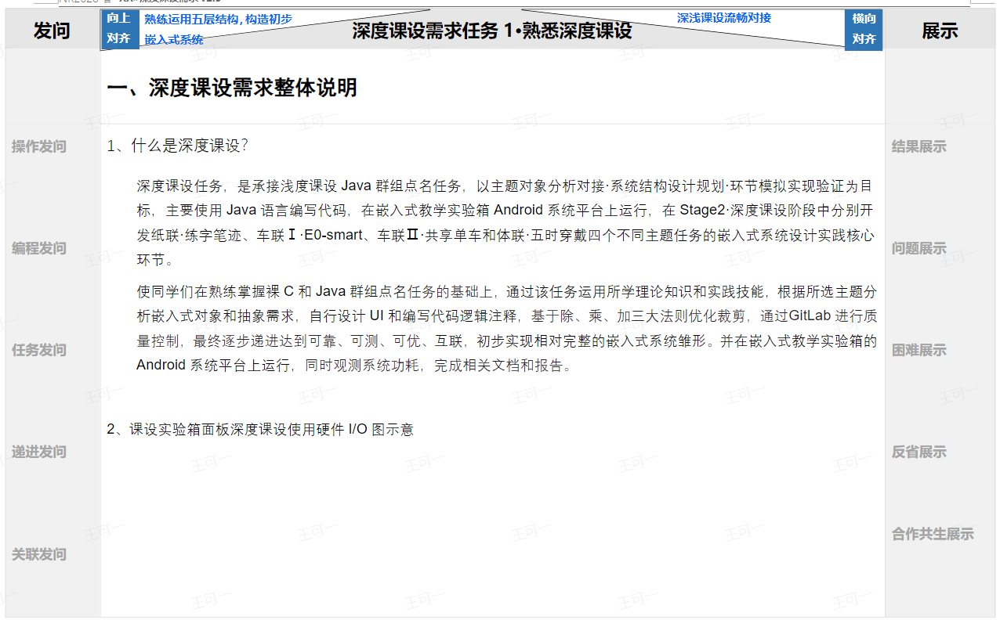 发问
向上
对齐
熟练运用五层结构，构造初步
嵌入式系统
深度课设需求任务 1·熟悉深度课设
深浅课设流畅对接
横向
对齐
展示
一、深度课设需求整体说明
操作发问
编程发问
任务发问
递进发问
关联发问
1、什么是深度课设？
深度课设任务，是承接浅度课设 Java 群组点名任务，以主题对象分析对接·系统结构设计规划·环节模拟实现验证为目
标，主要使用 Java 语言编写代码，在嵌入式教学实验箱 Android 系统平台上运行，在 Stage2·深度课设阶段中分别开
发纸联·练字笔迹、车联Ⅰ·E0-smart、车联Ⅱ·共享单车和体联·五时穿戴四个不同主题任务的嵌入式系统设计实践核心
环节。
使同学们在熟练掌握裸 C 和 Java 群组点名任务的基础上，通过该任务运用所学理论知识和实践技能，根据所选主题分
析嵌入式对象和抽象需求，自行设计 UI 和编写代码逻辑注释，基于除、乘、加三大法则优化裁剪，通过GitLab 进行质
量控制，最终逐步递进达到可靠、可测、可优、互联，初步实现相对完整的嵌入式系统雏形。并在嵌入式教学实验箱的
Android 系统平台上运行，同时观测系统功耗，完成相关文档和报告。
2、课设实验箱面板深度课设使用硬件 I/O 图示意
结果展示
问题展示
困难展示
反省展示
合作共生展示
王可一